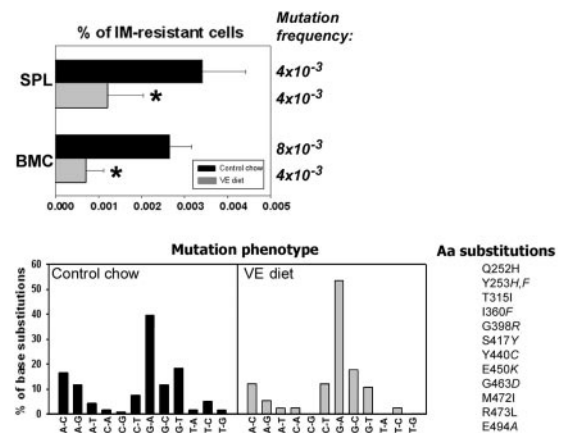 % of IM-resistant cells
Mutation
frequency:
SPL
4x10-3
*
4x10-3
BMC
8x10-3
*
4x10-3
Control chow
VE diet
0.000 0.001 0.002 0.003 0.004 0.005
Mutation phenotype
Aa substitutions
% of base substitutions
60
50
40
30
20
10
0
Control chow
VE diet
A-C A-G A-T C-A C-G C-T G-A G-C G-T T-A T-C T-G
A-C A-G A-T C-A C-G C-T G-A G-C G-T T-A T-C T-G
Q252H
Y253H,F
T315I
I360F
G398R
S417Y
Y440C
E450K
G463D
M472I
R473L
E494A